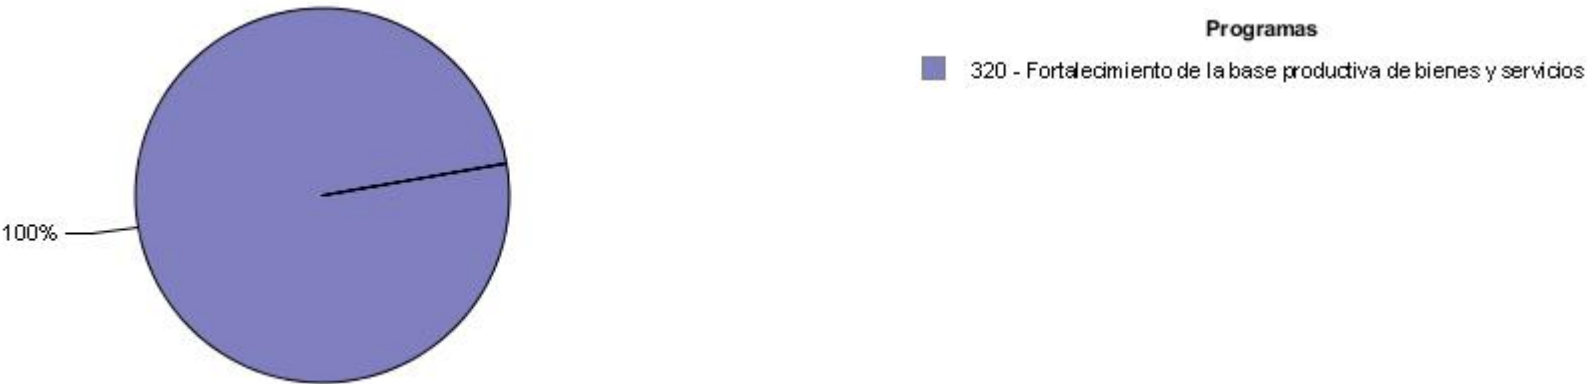 Programas
320 - Fortalecimiento de la base productiva de bienes y servicios
100%